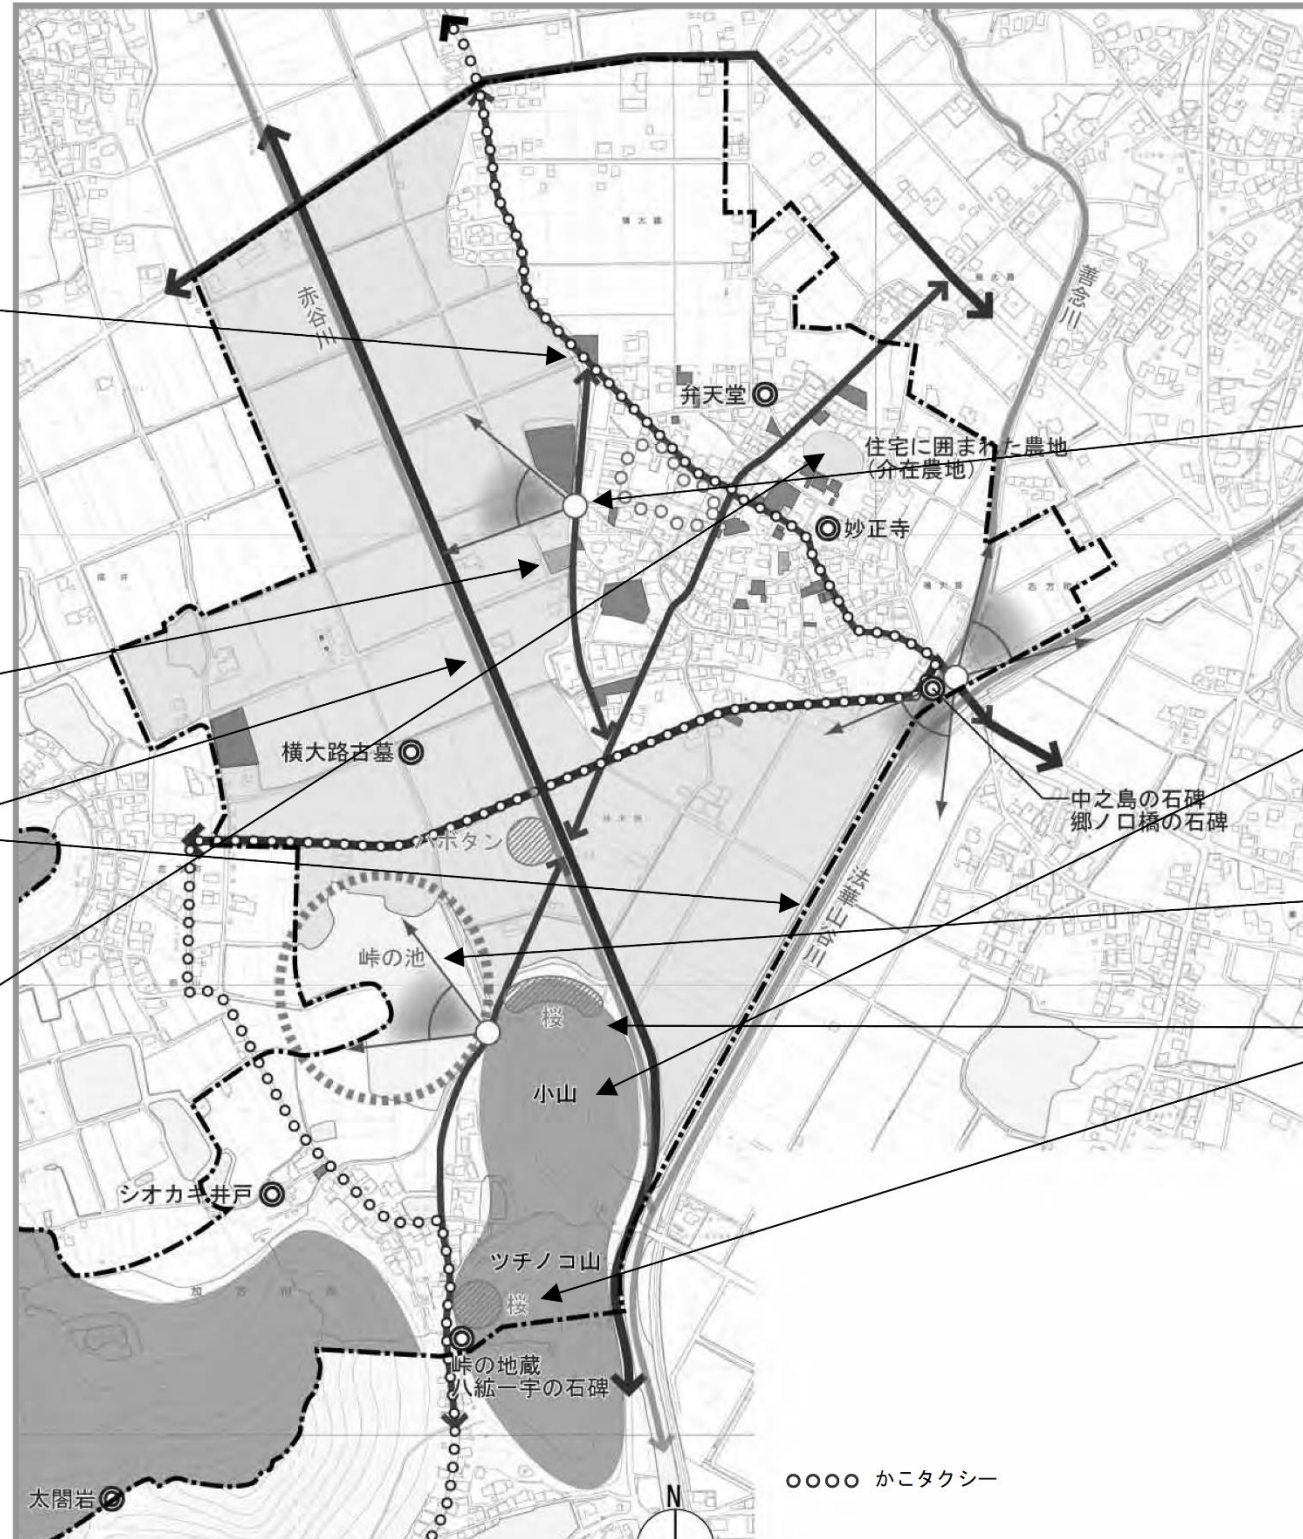 赤谷川
善念川
弁天堂
住宅に囲まれた農地
(介在農地)
妙正寺
横大路古墓
中之島の石碑
郷ノ口橋の石碑
ハボタン
法華山谷川
峠の池
桜
小山
シオカキ井戸
ツチノコ山
桜
峠の地蔵
八紘一宇の石碑
かこタクシー
太閤岩
N